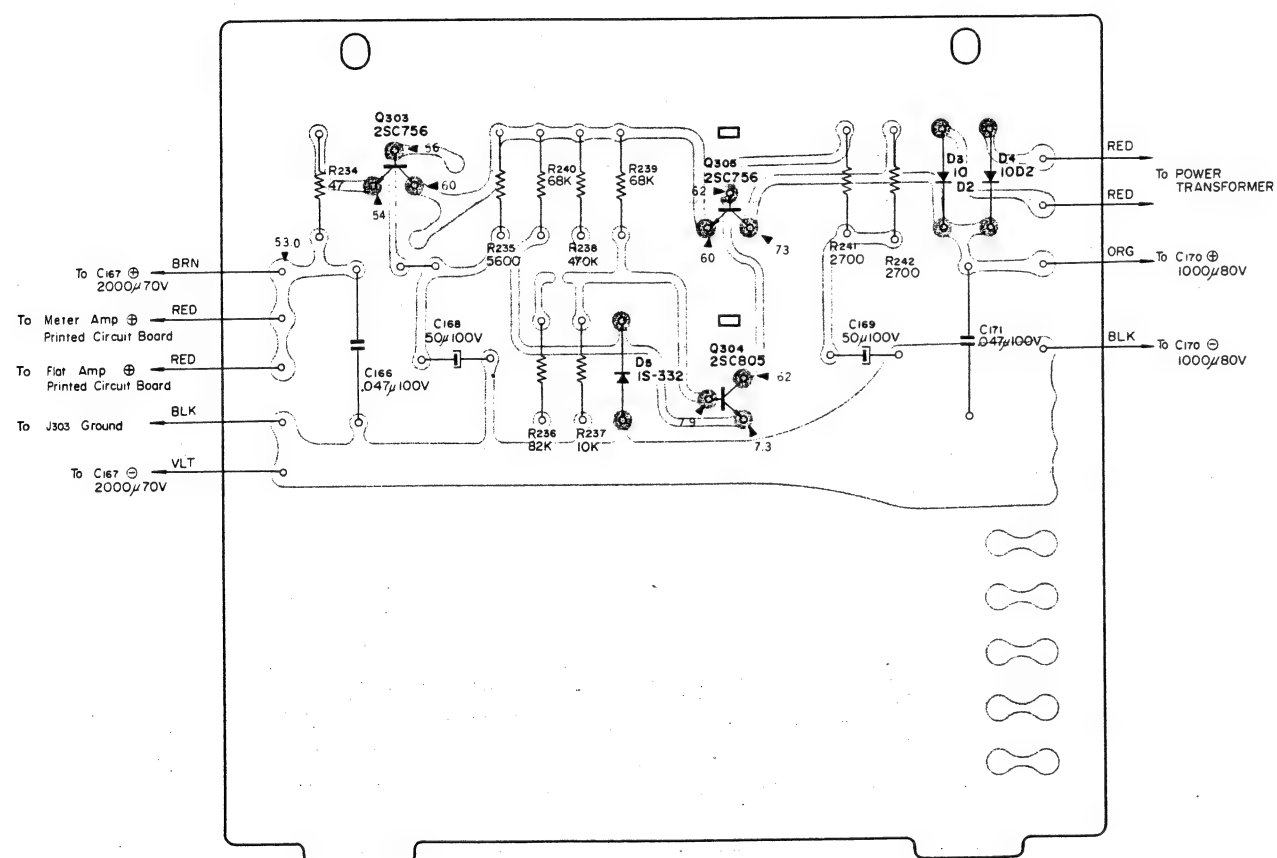 Q303
2SC756
56
R234
47
60
54
R240
68K
R239
68K
Q305
2SC756
62
60
73
R235
5600
R238
470K
R241
2700
R242
2700
D3
10
D2
D4
10D2
RED
To POWER
TRANSFORMER
RED
ORG
To C170 ⊕
1000μ80V
BLK
To C170 ⊖
1000μ80V
53.0
BRN
To C167 ⊕
2000μ70V
RED
To Meter Amp ⊕
Printed Circuit Board
RED
To Flat Amp ⊕
Printed Circuit Board
BLK
To J303 Ground
VLT
To C167 ⊖
2000μ70V
C166
.047μ100V
C168
50μ100V
D5
1S-332
Q304
2SC805
62
7.9
7.3
C169
50μ100V
C171
.047μ100V
R236
82K
R237
10K